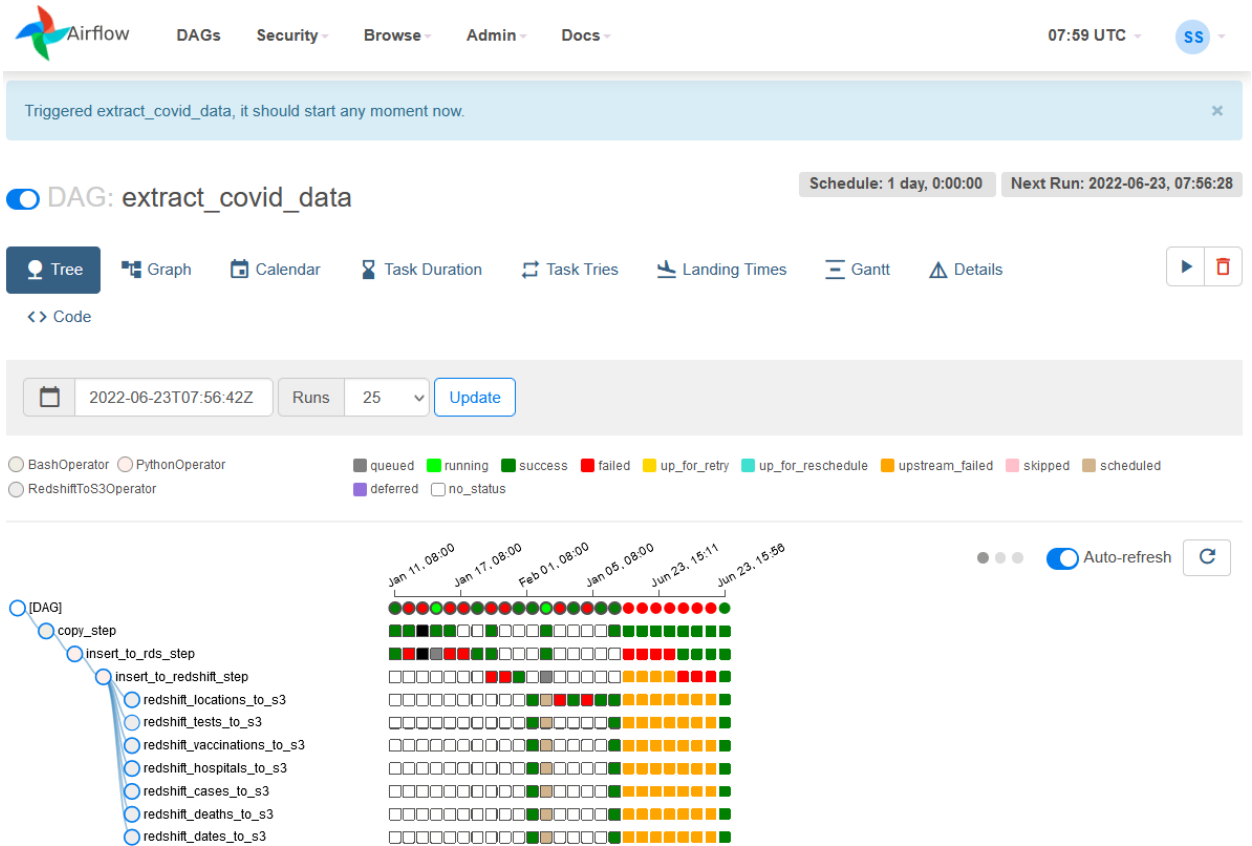 Airflow DAGs Security Browse Admin Docs 07:59 UTC SS
Triggered extract_covid_data, it should start any moment now. ×
DAG: extract_covid_data Schedule: 1 day, 0:00:00 Next Run: 2022-06-23, 07:56:28
Tree Graph Calendar Task Duration Task Tries Landing Times Gantt Details
<> Code
2022-06-23T07:56:42Z Runs 25 Update
BashOperator PythonOperator queued running success failed up_for_retry up_for_reschedule upstream_failed skipped scheduled
RedshiftToS3Operator deferred no_status
Jan 11, 08:00 Jan 17, 08:00 Feb 01, 08:00 Jan 05, 08:00 Jun 23, 15:11 Jun 23, 15:56
Auto-refresh
[DAG]
copy_step
insert_to_rds_step
insert_to_redshift_step
redshift_locations_to_s3
redshift_tests_to_s3
redshift_vaccinations_to_s3
redshift_hospitals_to_s3
redshift_cases_to_s3
redshift_deaths_to_s3
redshift_dates_to_s3